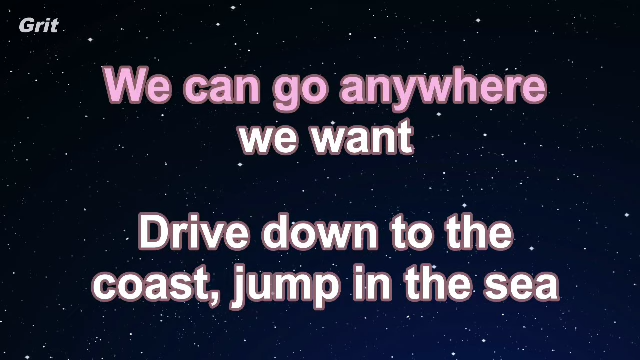 Grit
We can go anywhere
we want
Drive down to the
coast, jump in the sea